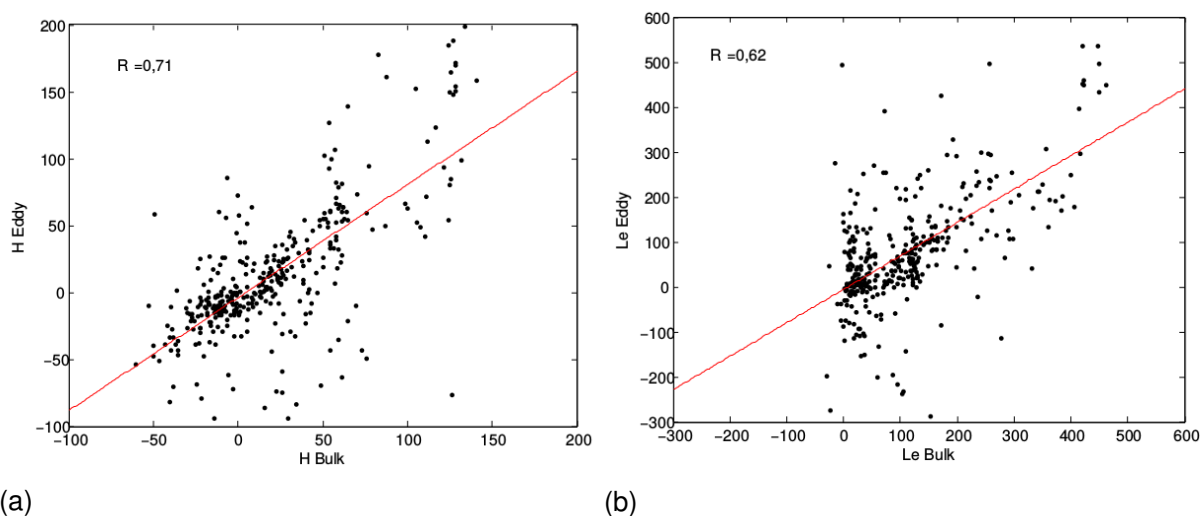 200
150
100
50
0
−50
−100
H Eddy
R =0,71
−100 −50 0 50 100 150 200
H Bulk
(a)
600
500
400
300
200
100
0
−100
−200
−300
Le Eddy
R =0,62
−300 −200 −100 0 100 200 300 400 500 600
Le Bulk
(b)